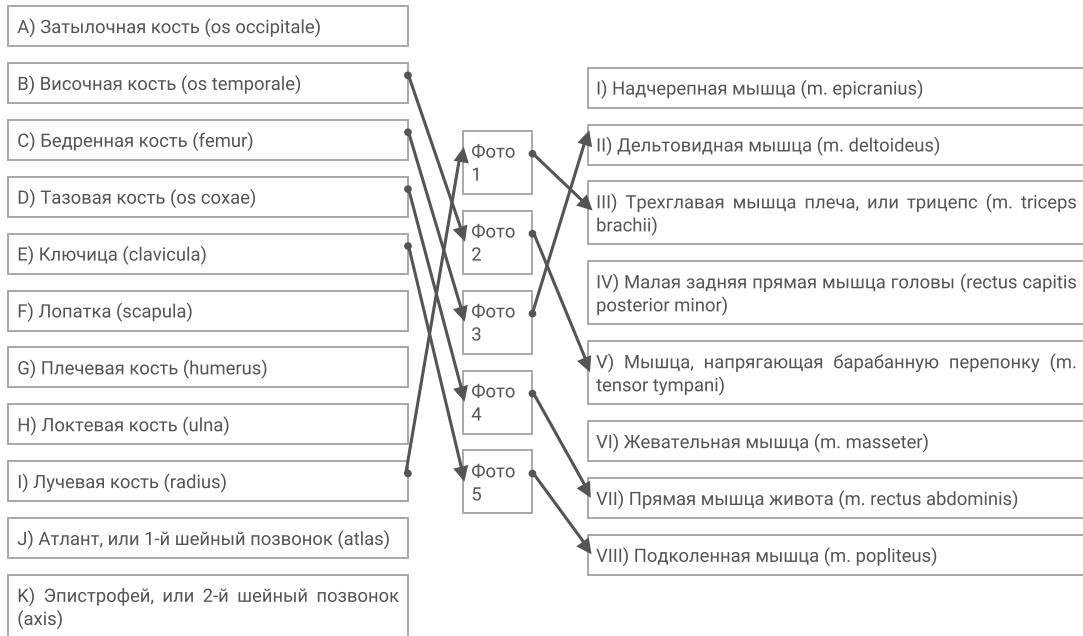 A) Затылочная кость (os occipitale)
B) Височная кость (os temporale)
C) Бедренная кость (femur)
D) Тазовая кость (os coxae)
E) Ключица (clavicula)
F) Лопатка (scapula)
G) Плечевая кость (humerus)
H) Локтевая кость (ulna)
I) Лучевая кость (radius)
J) Атлант, или 1-й шейный позвонок (atlas)
K) Эпистрофей, или 2-й шейный позвонок
(axis)
Фото
1
Фото
2
Фото
3
Фото
4
Фото
5
I) Надчерепная мышца (m. epicranius)
II) Дельтовидная мышца (m. deltoideus)
III) Трехглавая мышца плеча, или трицепс (m. triceps
brachii)
IV) Малая задняя прямая мышца головы (rectus capitis
posterior minor)
V) Мышца, напрягающая барабанную перепонку (m.
tensor tympani)
VI) Жевательная мышца (m. masseter)
VII) Прямая мышца живота (m. rectus abdominis)
VIII) Подколенная мышца (m. popliteus)